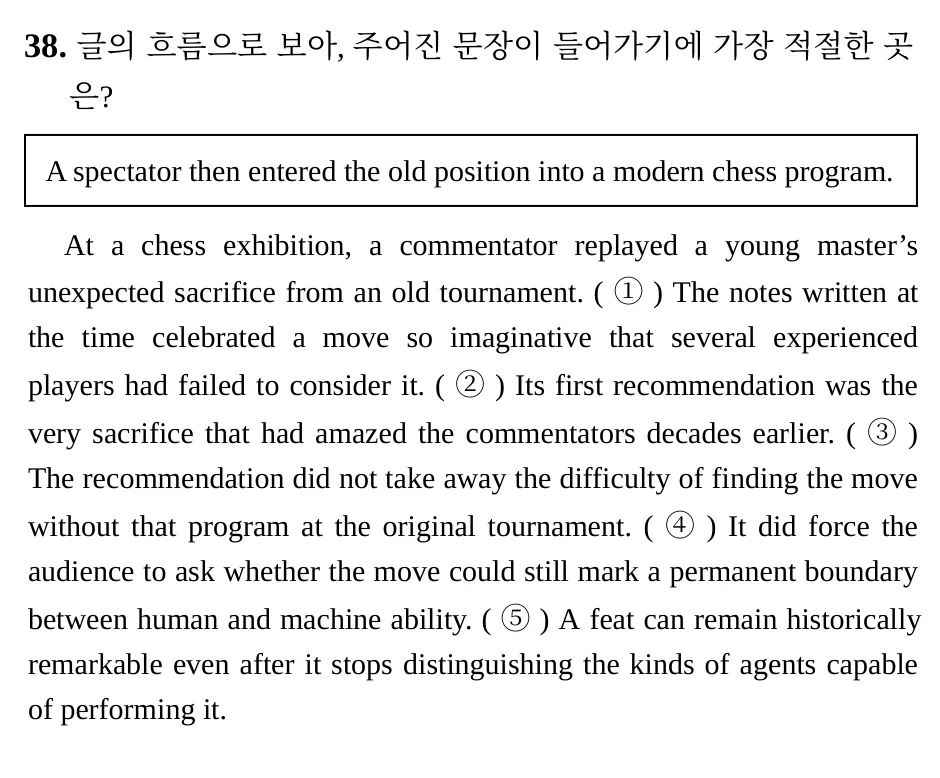 38. 글의 흐름으로 보아, 주어진 문장이 들어가기에 가장 적절한 곳
은?
A spectator then entered the old position into a modern chess program.
At a chess exhibition, a commentator replayed a young master’s
unexpected sacrifice from an old tournament. ( ① ) The notes written at
the time celebrated a move so imaginative that several experienced
players had failed to consider it. ( ② ) Its first recommendation was the
very sacrifice that had amazed the commentators decades earlier. ( ③ )
The recommendation did not take away the difficulty of finding the move
without that program at the original tournament. ( ④ ) It did force the
audience to ask whether the move could still mark a permanent boundary
between human and machine ability. ( ⑤ ) A feat can remain historically
remarkable even after it stops distinguishing the kinds of agents capable
of performing it.